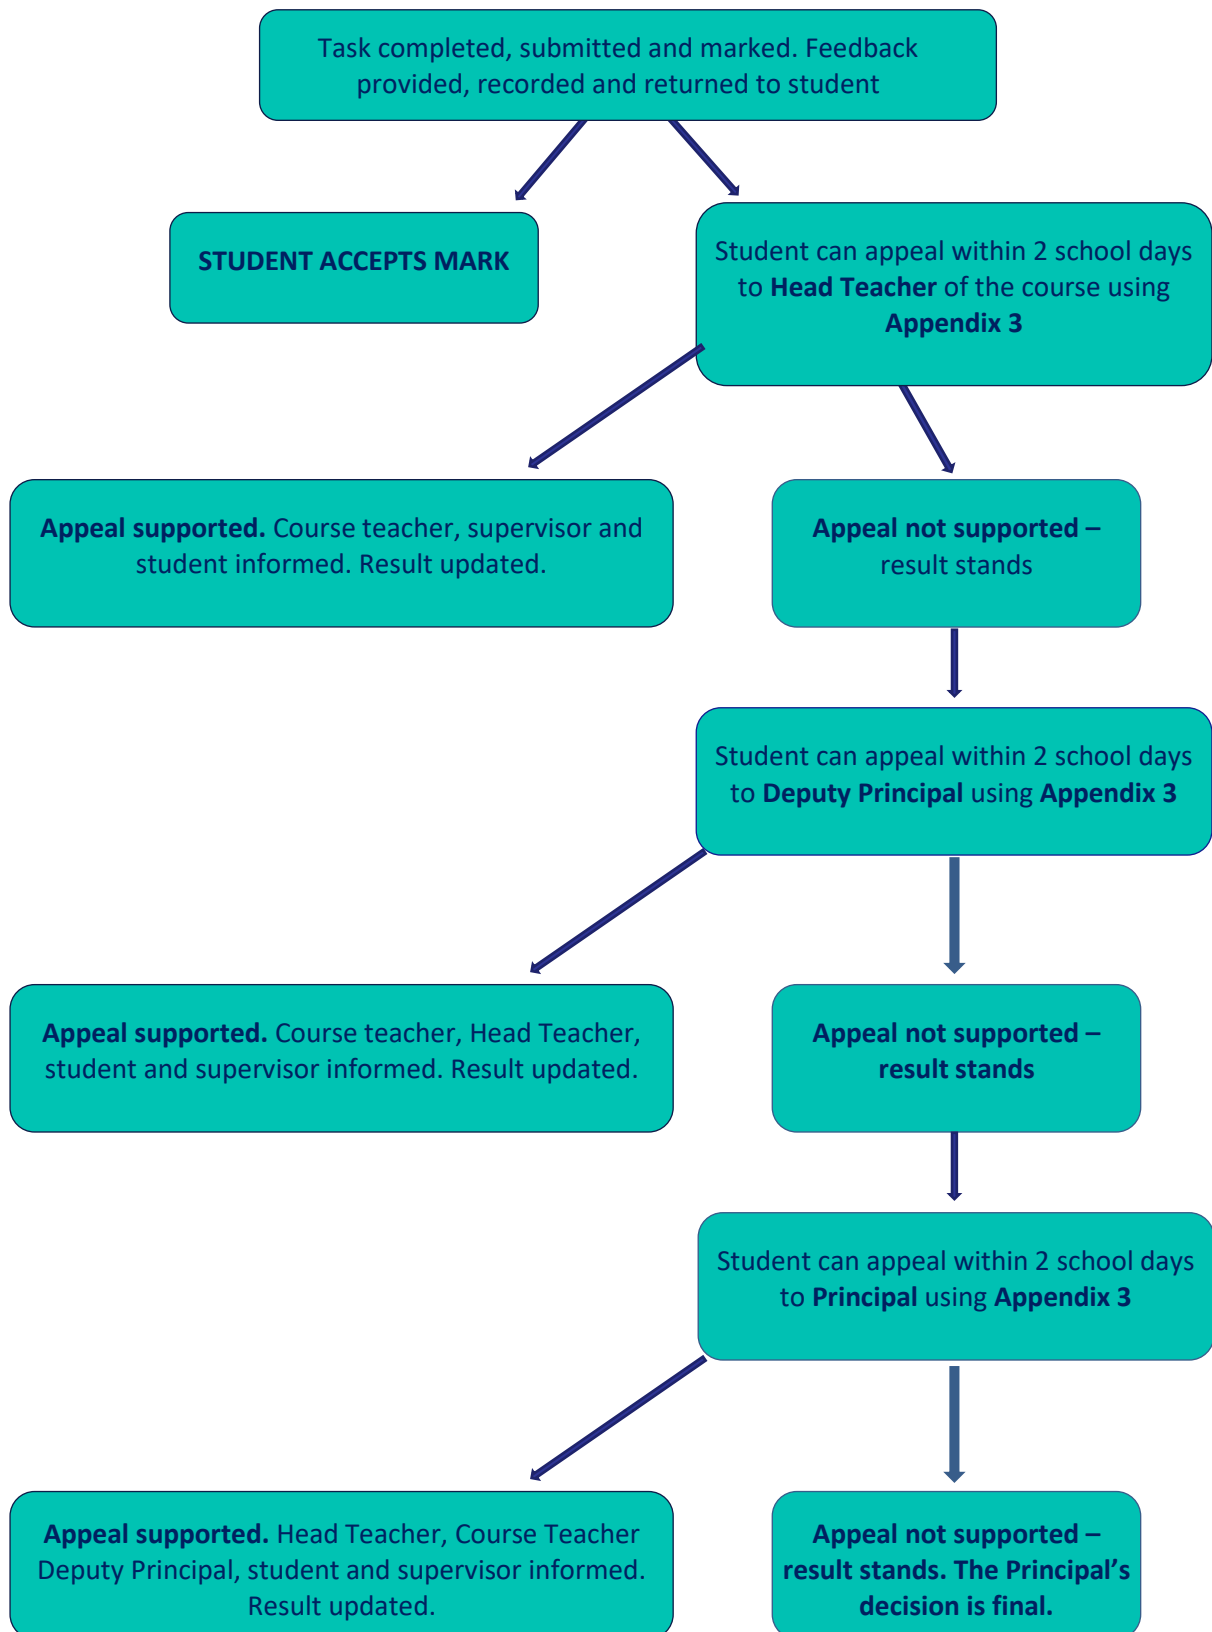 Task completed, submitted and marked. Feedback
provided, recorded and returned to student
STUDENT ACCEPTS MARK
Student can appeal within 2 school days
to Head Teacher of the course using
Appendix 3
Appeal supported. Course teacher, supervisor and
student informed. Result updated.
Appeal not supported –
result stands
Student can appeal within 2 school days
to Deputy Principal using Appendix 3
Appeal supported. Course teacher, Head Teacher,
student and supervisor informed. Result updated.
Appeal not supported –
result stands
Student can appeal within 2 school days
to Principal using Appendix 3
Appeal supported. Head Teacher, Course Teacher
Deputy Principal, student and supervisor informed.
Result updated.
Appeal not supported –
result stands. The Principal’s
decision is final.